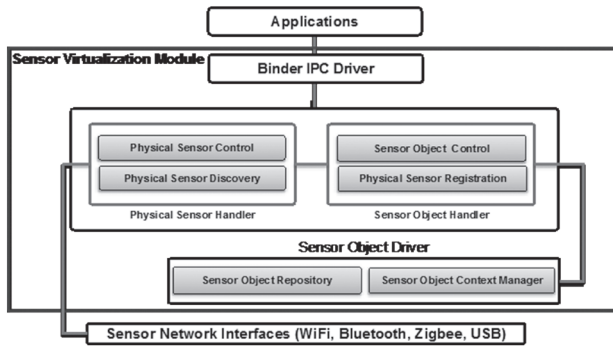 Applications
Sensor Virtualization Module
Binder IPC Driver
Physical Sensor Control
Sensor Object Control
Physical Sensor Discovery
Physical Sensor Registration
Physical Sensor Handler
Sensor Object Handler
Sensor Object Driver
Sensor Object Repository
Sensor Object Context Manager
Sensor Network Interfaces (WiFi, Bluetooth, Zigbee, USB)